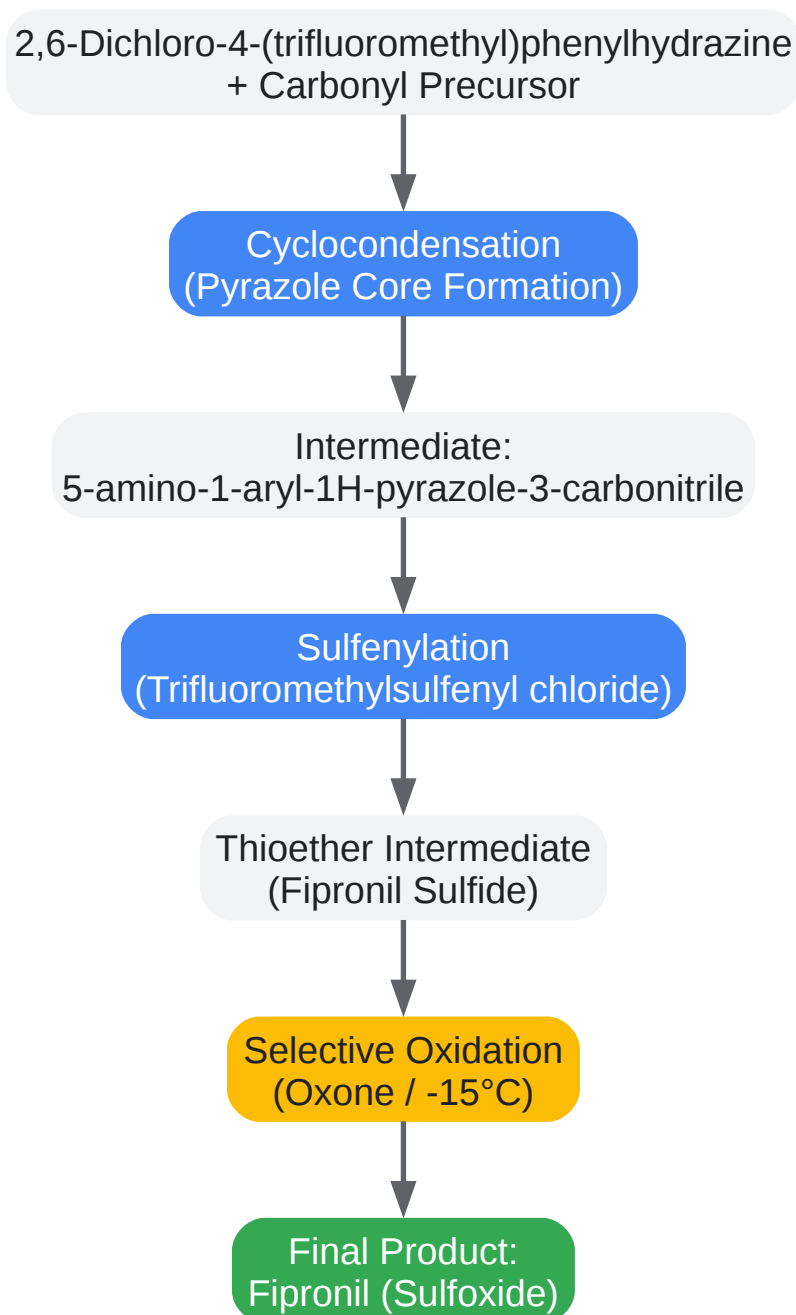 2,6-Dichloro-4-(trifluoromethyl)phenylhydrazine
+ Carbonyl Precursor
Cyclocondensation
(Pyrazole Core Formation)
Intermediate:
5-amino-1-aryl-1H-pyrazole-3-carbonitrile
Sulfenylation
(Trifluoromethylsulfenyl chloride)
Thioether Intermediate
(Fipronil Sulfide)
Selective Oxidation
(Oxone / -15°C)
Final Product:
Fipronil (Sulfoxide)